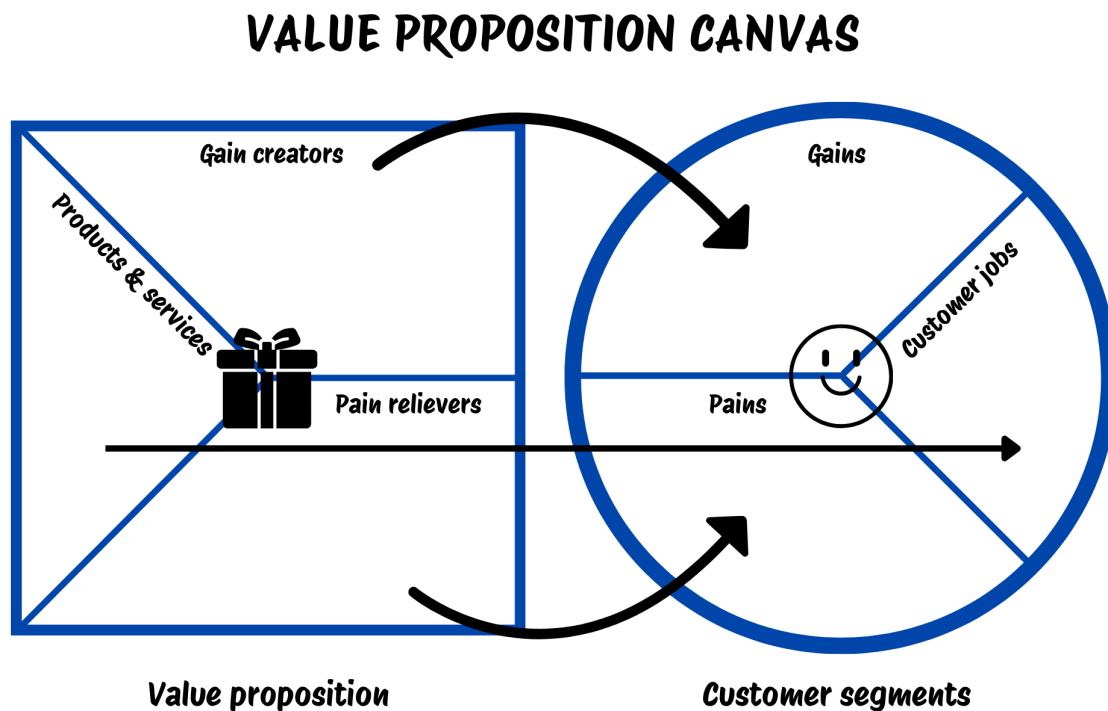 VALUE PROPOSITION CANVAS
Gain creators
Products & services
Pain relievers
Gains
Customer jobs
Pains
Value proposition
Customer segments